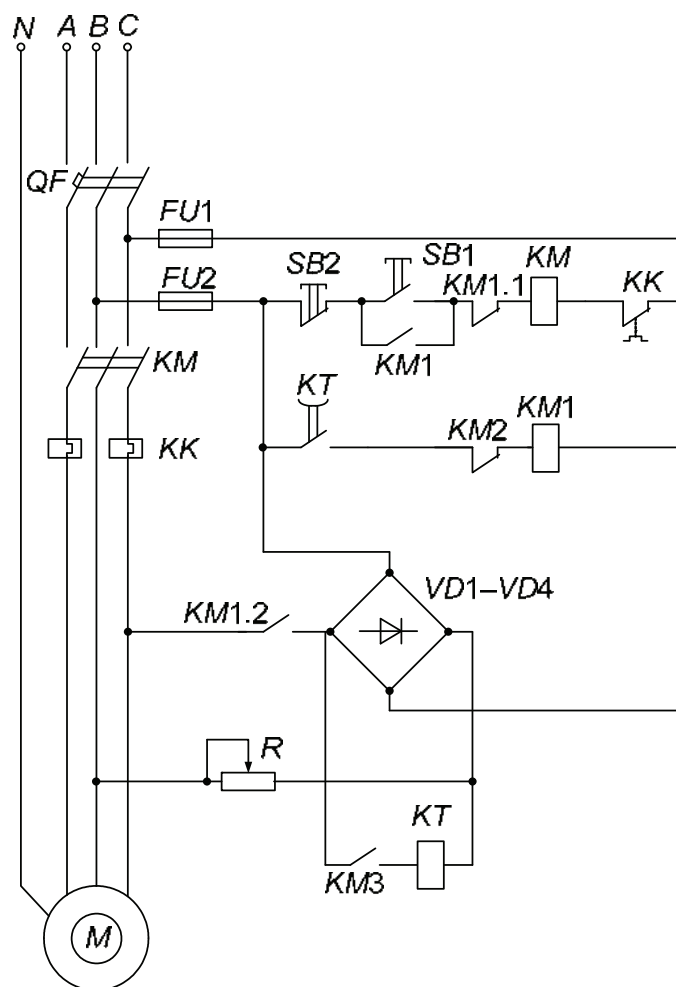 N A B C
QF
FU1
FU2
SB2
SB1
KM1.1
KM
KK
KM1
KM
KT
KM2
KM1
KK
VD1–VD4
KM1.2
R
KT
KM3
M